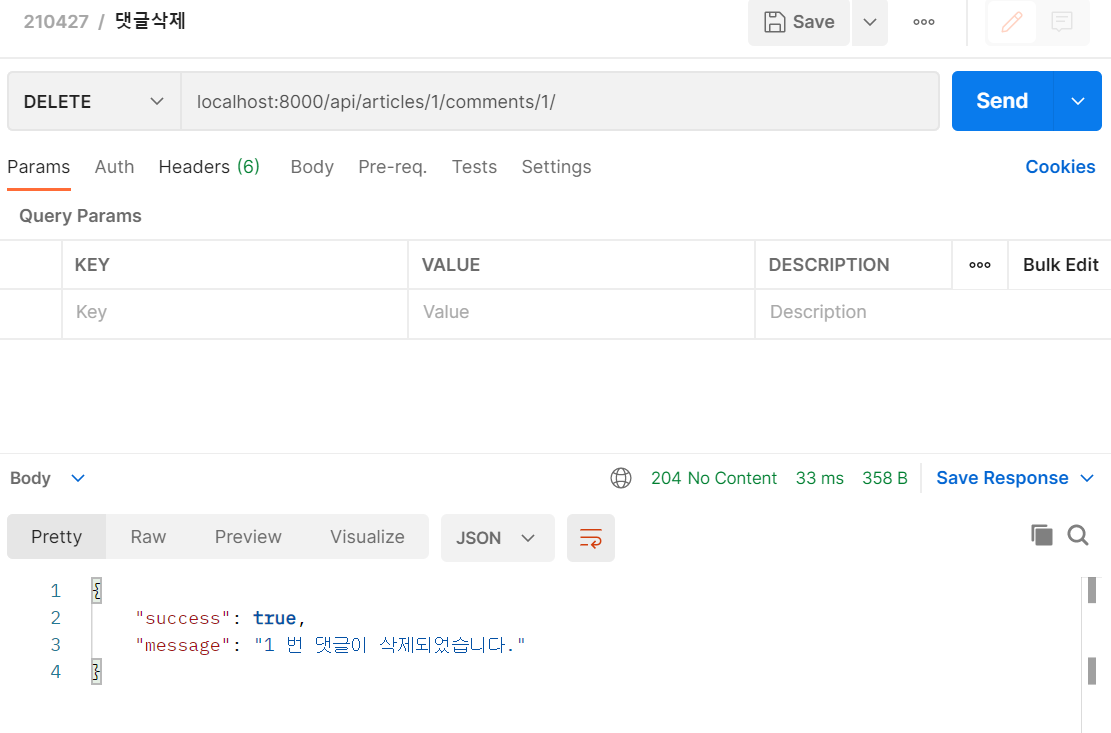 210427 / 댓글삭제 Save
DELETE localhost:8000/api/articles/1/comments/1/ Send
Params Auth Headers (6) Body Pre-req. Tests Settings Cookies
Query Params
KEY VALUE DESCRIPTION Bulk Edit
Key Value Description
Body 204 No Content 33 ms 358 B Save Response
Pretty Raw Preview Visualize JSON
1 {
2 "success": true,
3 "message": "1 번 댓글이 삭제되었습니다."
4 }